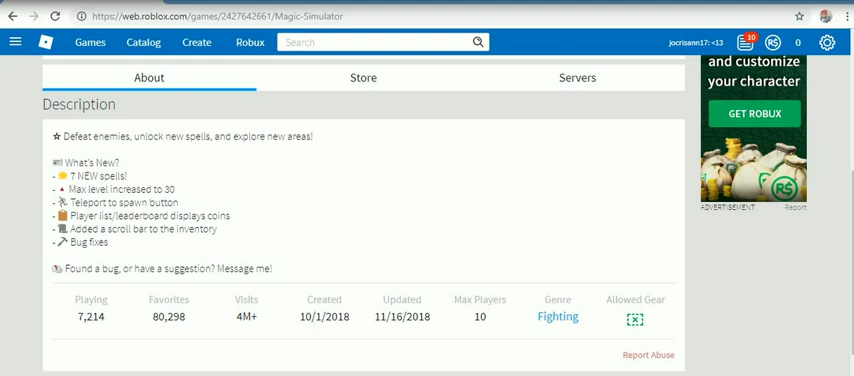 https://web.roblox.com/games/2427642661/Magic-Simulator
Games Catalog Create Robux Search jocrisann17: <13 10 R$ 0
About Store Servers
and customize
your character
GET ROBUX
R$
ADVERTISEMENT Report
Description
☆ Defeat enemies, unlock new spells, and explore new areas!
What's New?
- 7 NEW spells!
- Max level increased to 30
- Teleport to spawn button
- Player list/leaderboard displays coins
- Added a scroll bar to the inventory
- Bug fixes
Found a bug, or have a suggestion? Message me!
Playing Favorites Visits Created Updated Max Players Genre Allowed Gear
7,214 80,298 4M+ 10/1/2018 11/16/2018 10 Fighting
Report Abuse